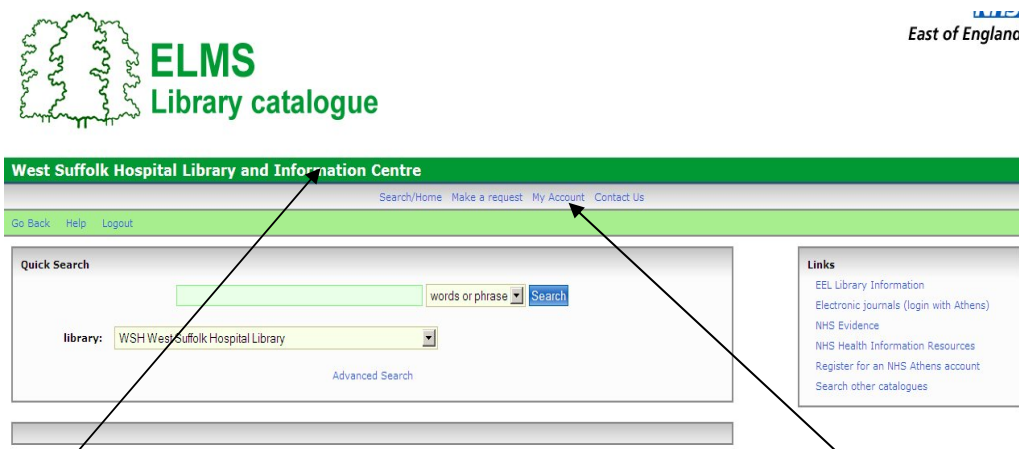 East of England
ELMS
Library catalogue
West Suffolk Hospital Library and Information Centre
Search/Home Make a request My Account Contact Us
Go Back Help Logout
Quick Search
words or phrase Search
library: WSH West Suffolk Hospital Library
Advanced Search
Links
EEL Library Information
Electronic journals (login with Athens)
NHS Evidence
NHS Health Information Resources
Register for an NHS Athens account
Search other catalogues